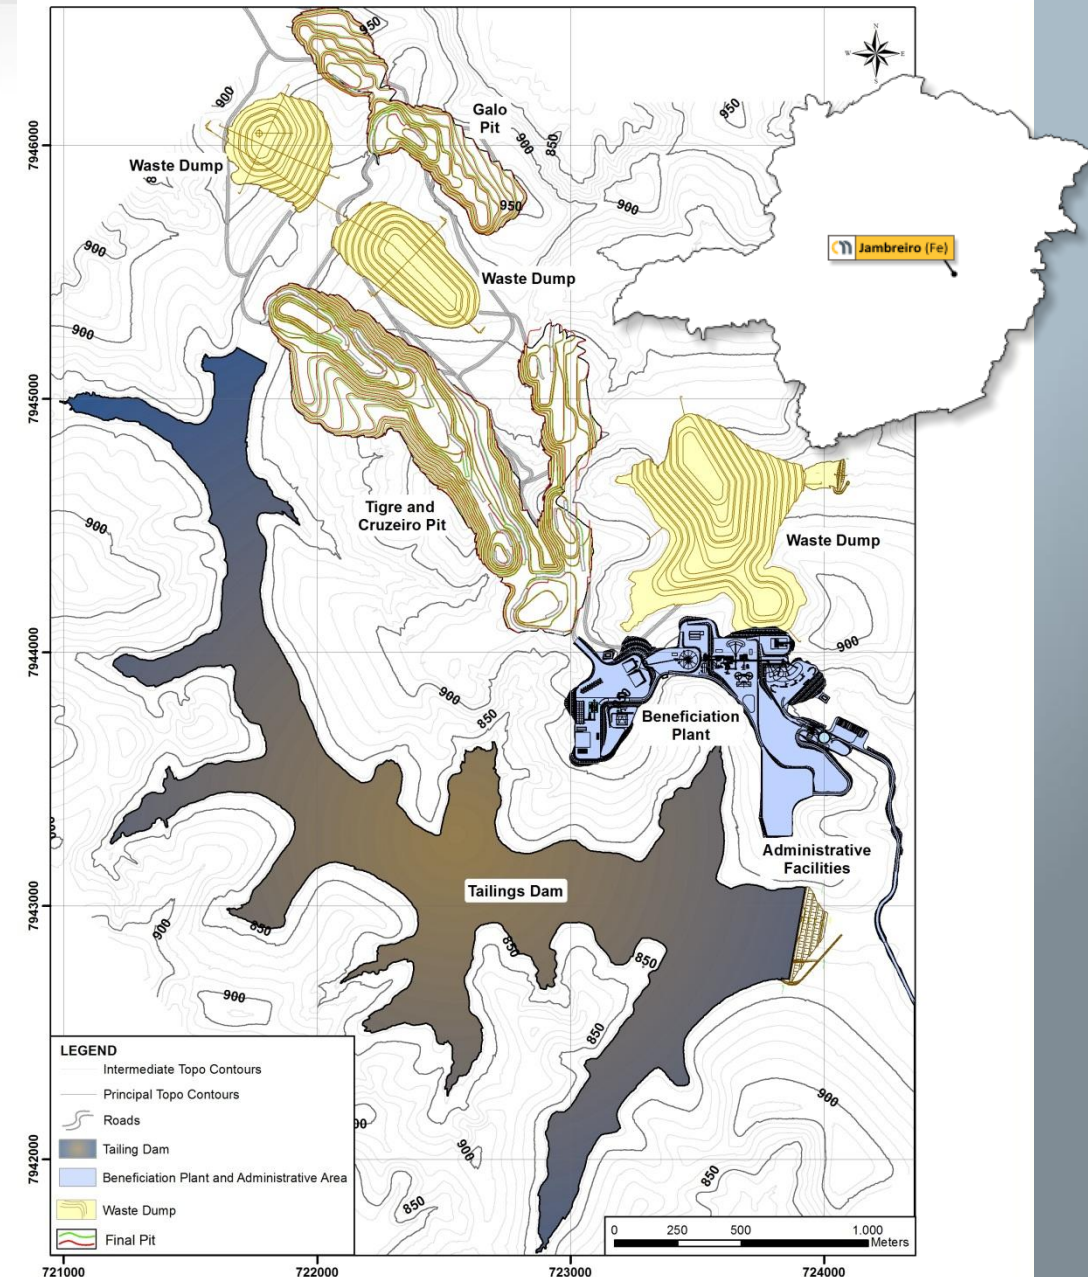 950
900
950
Galo
Pit
850
900
Waste Dump
8
950
900
900
Jambreiro (Fe)
Waste Dump
900
7946000
7945000
7944000
7943000
7942000
Tigre and
Cruzeiro Pit
900
Waste Dump
900
900
850
Beneficiation
Plant
Administrative
Facilities
Tailings Dam
900
850
850
850
900
850
900
900
850
850
LEGEND
Intermediate Topo Contours
Principal Topo Contours
Roads
Tailing Dam
Beneficiation Plant and Administrative Area
Waste Dump
Final Pit
0 250 500 1.000
Meters
721000 722000 723000 724000
N
W E
S